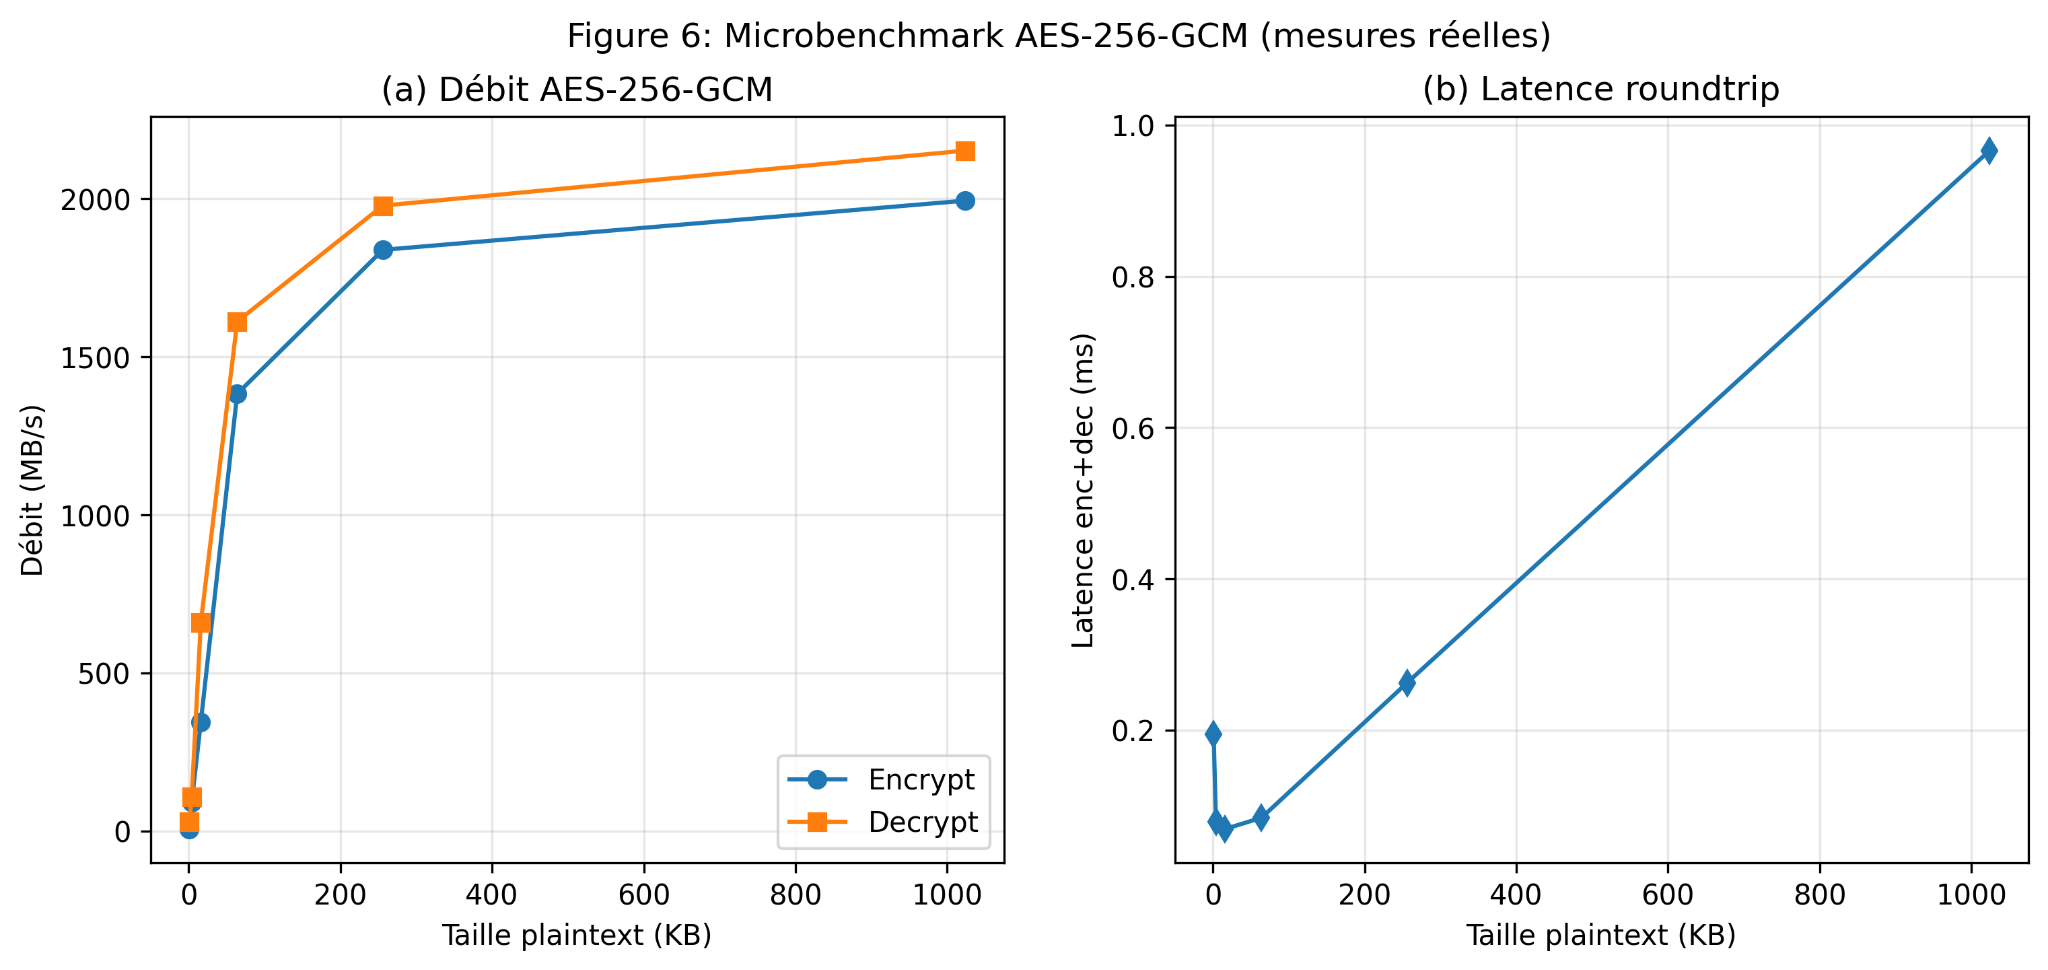 Figure 6: Microbenchmark AES-256-GCM (mesures réelles)
(a) Débit AES-256-GCM
Débit (MB/s)
2000
1500
1000
500
0
Encrypt
Decrypt
0 200 400 600 800 1000
Taille plaintext (KB)
(b) Latence roundtrip
Latence enc+dec (ms)
1.0
0.8
0.6
0.4
0.2
0 200 400 600 800 1000
Taille plaintext (KB)